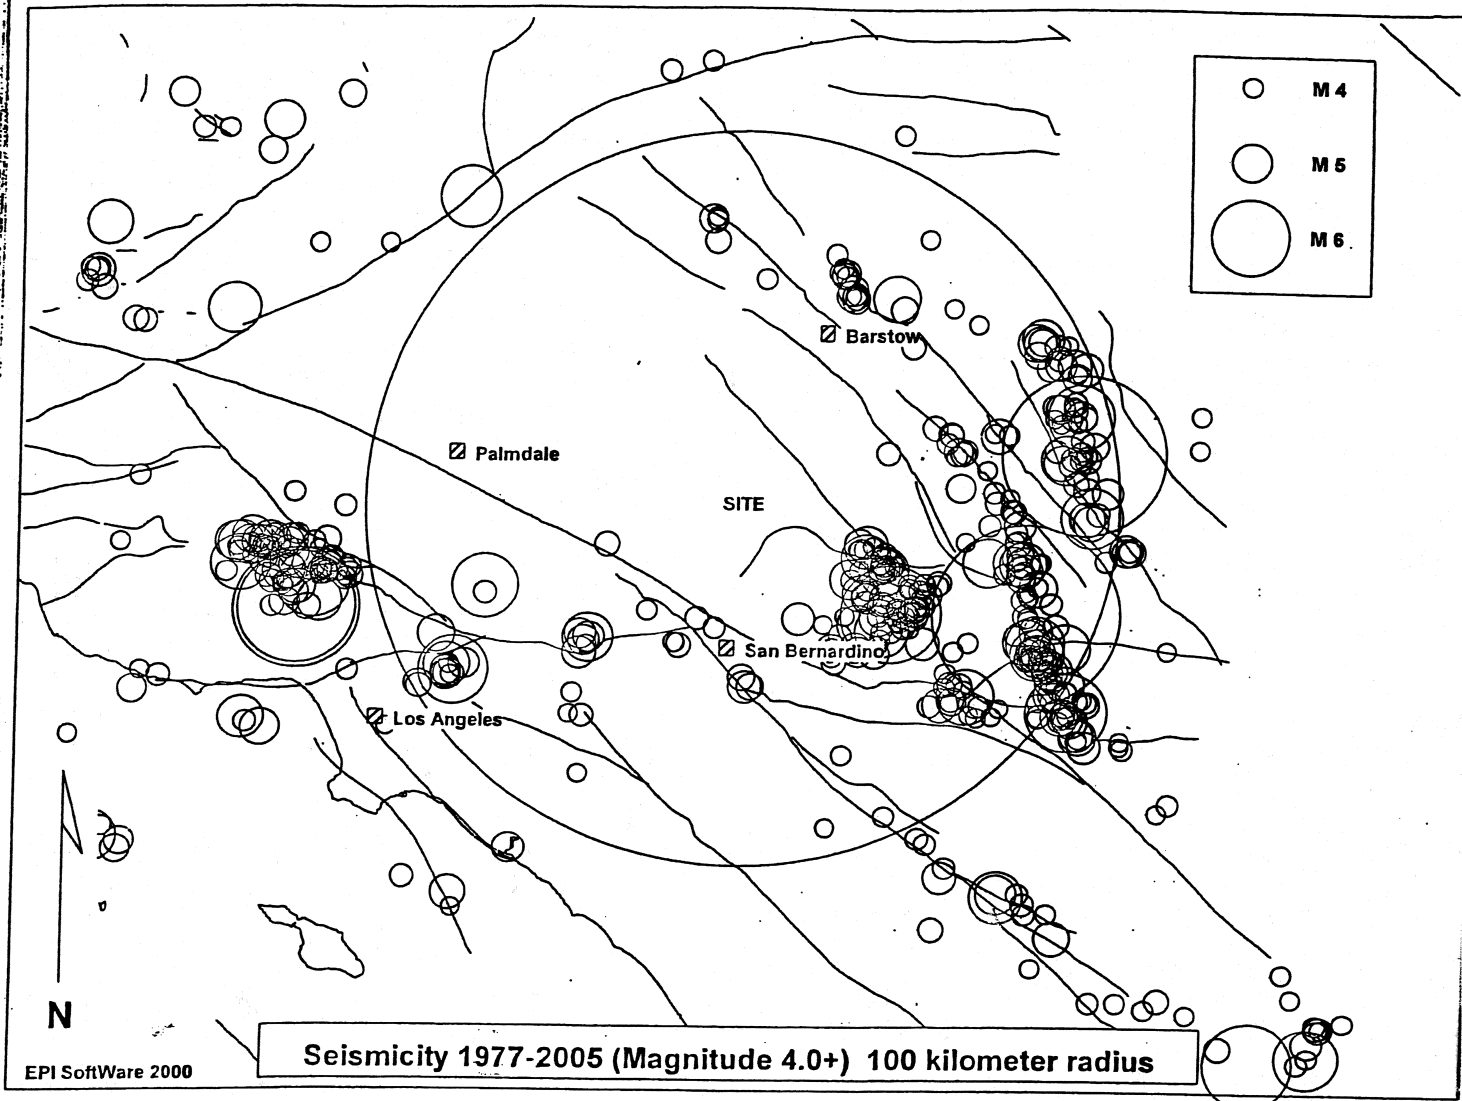 M 4
M 5
M 6
Barstow
Palmdale
SITE
San Bernardino
Los Angeles
N
Seismicity 1977-2005 (Magnitude 4.0+) 100 kilometer radius
EPI SoftWare 2000